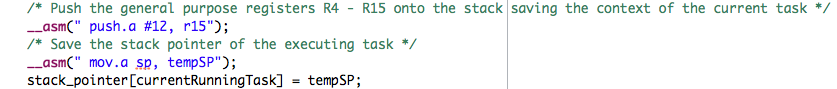 /* Push the general purpose registers R4 - R15 onto the stack saving the context of the current task */
__asm(" push.a #12, r15");
/* Save the stack pointer of the executing task */
__asm(" mov.a sp, tempSP");
stack_pointer[currentRunningTask] = tempSP;